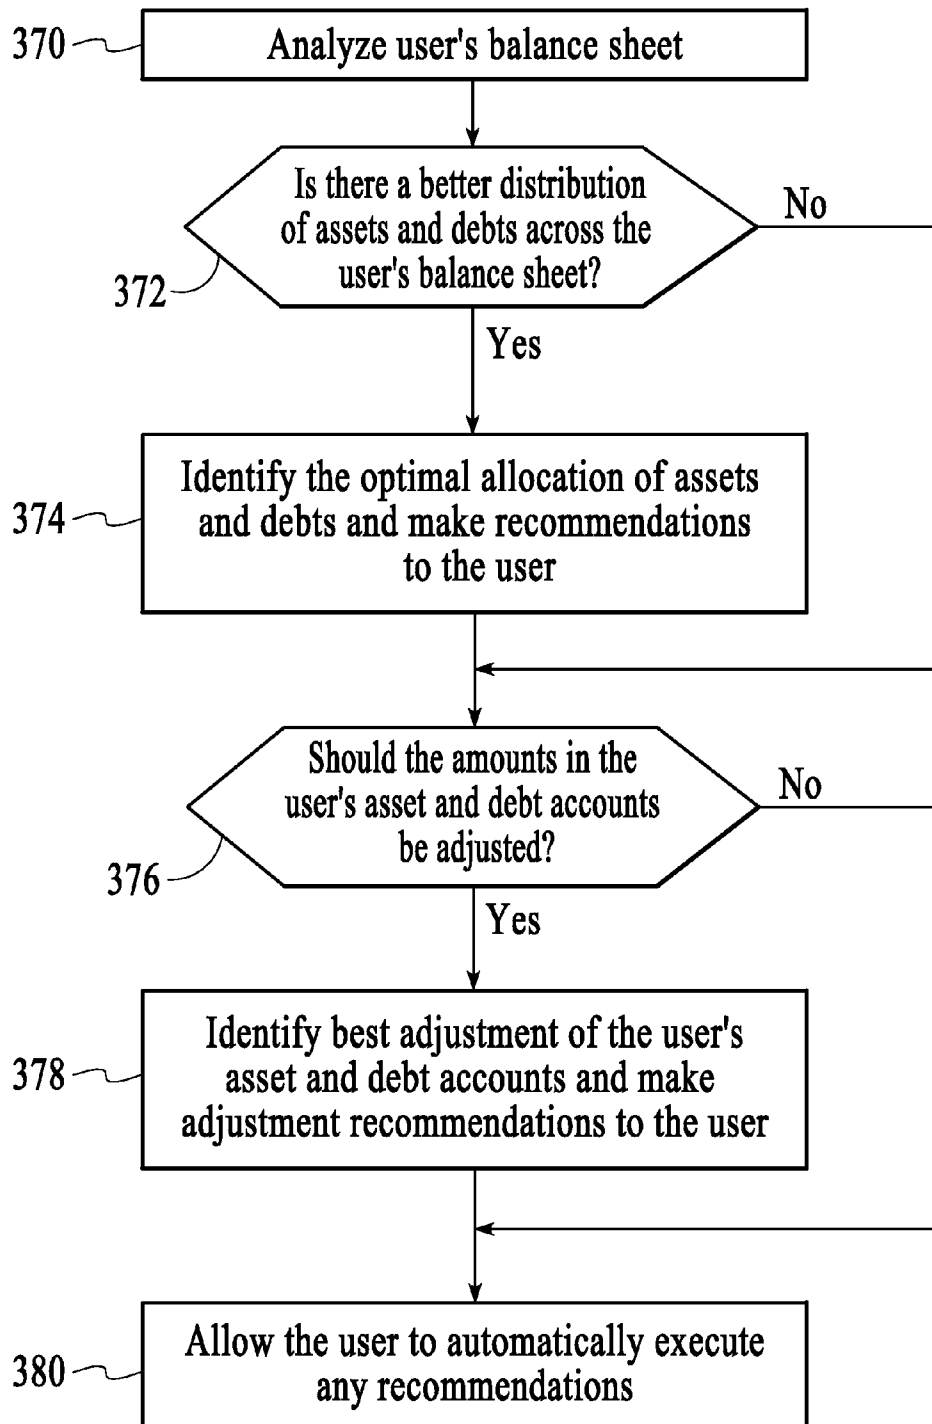 370
Analyze user's balance sheet
Is there a better distribution
of assets and debts across the
user's balance sheet?
No
372
Yes
374
Identify the optimal allocation of assets
and debts and make recommendations
to the user
Should the amounts in the
user's asset and debt accounts
be adjusted?
No
376
Yes
378
Identify best adjustment of the user's
asset and debt accounts and make
adjustment recommendations to the user
380
Allow the user to automatically execute
any recommendations